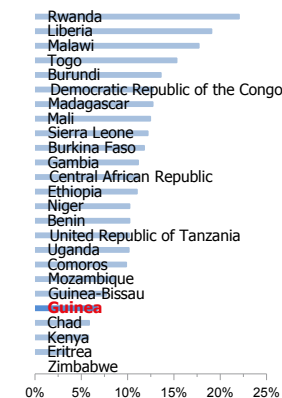 Rwanda
Liberia
Malawi
Togo
Burundi
Democratic Republic of the Congo
Madagascar
Mali
Sierra Leone
Burkina Faso
Gambia
Central African Republic
Ethiopia
Niger
Benin
United Republic of Tanzania
Uganda
Comoros
Mozambique
Guinea-Bissau
Guinea
Chad
Kenya
Eritrea
Zimbabwe
0% 5% 10% 15% 20% 25%